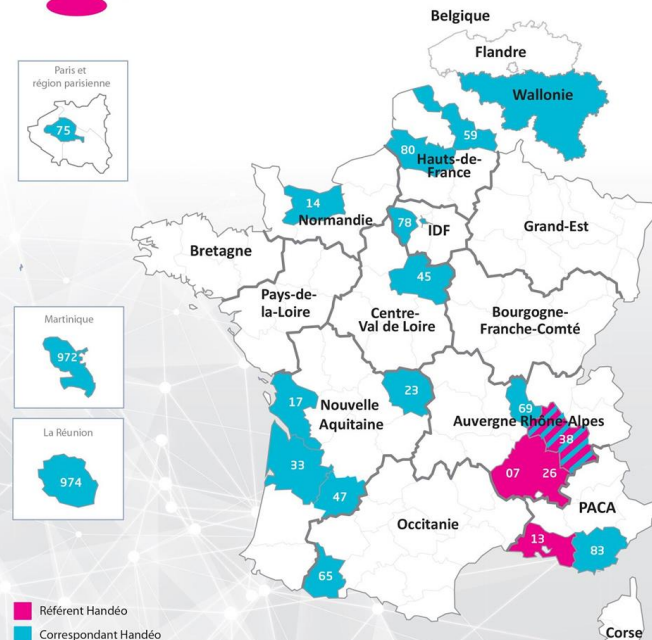 Belgique
Flandre
Wallonie
Paris et
région parisienne
75
59
80
Hauts-de-
France
14
Normandie
78
IDF
Grand-Est
Bretagne
45
Pays-de-
la-Loire
Centre-
Val de Loire
Bourgogne-
Franche-Comté
Martinique
972
17
Nouvelle
Aquitaine
23
69
Auvergne Rhône-Alpes
38
La Réunion
974
33
47
07
26
PACA
Occitanie
13
83
65
Référent Handéo
Correspondant Handéo
Corse